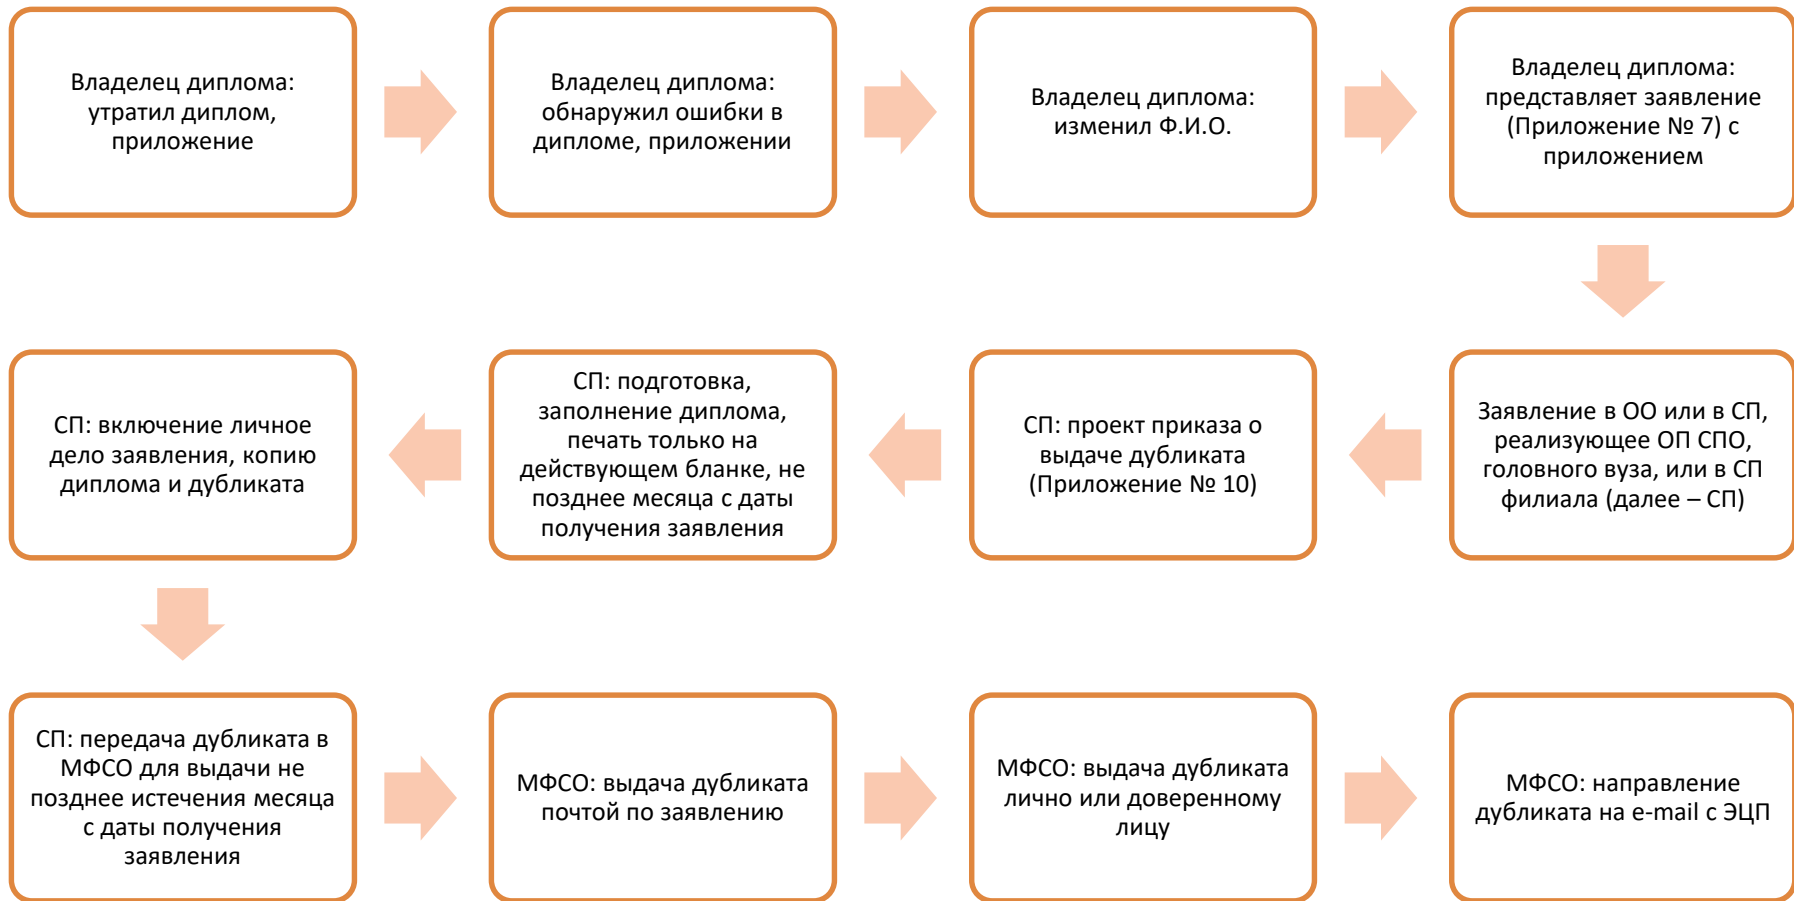 Владелец диплома:
утратил диплом,
приложение
Владелец диплома:
обнаружил ошибки в
дипломе, приложении
Владелец диплома:
изменил Ф.И.О.
Владелец диплома:
представляет заявление
(Приложение № 7) с
приложением
Заявление в ОО или в СП,
реализующее ОП СПО,
головного вуза, или в СП
филиала (далее – СП)
СП: проект приказа о
выдаче дубликата
(Приложение № 10)
СП: подготовка,
заполнение диплома,
печать только на
действующем бланке, не
позднее месяца с даты
получения заявления
СП: включение личное
дело заявления, копию
диплома и дубликата
СП: передача дубликата в
МФСО для выдачи не
позднее истечения месяца
с даты получения
заявления
МФСО: выдача дубликата
почтой по заявлению
МФСО: выдача дубликата
лично или доверенному
лицу
МФСО: направление
дубликата на e-mail с ЭЦП